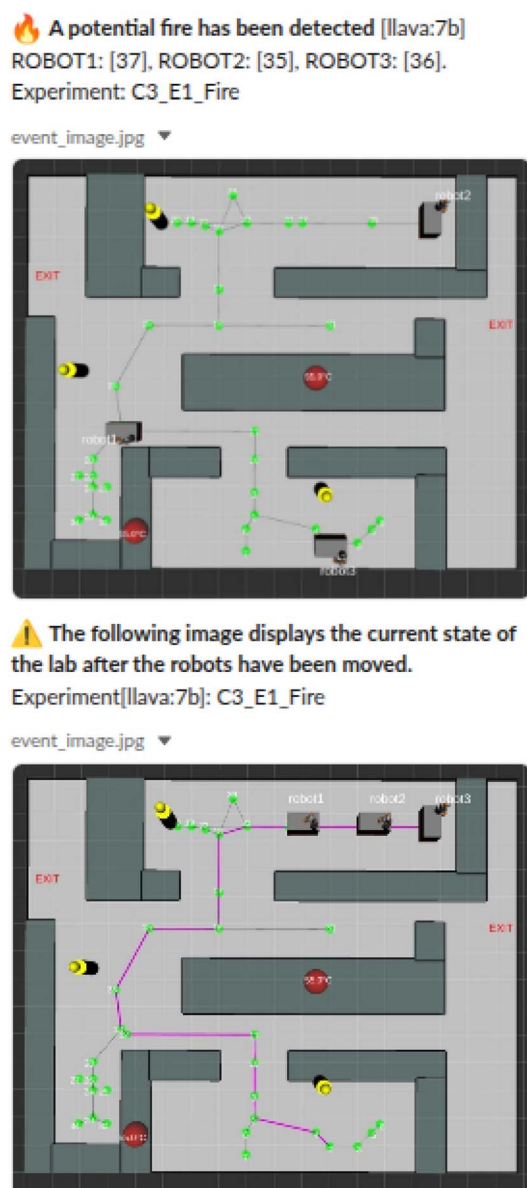 🔥 A potential fire has been detected [llava:7b]
ROBOT1: [37], ROBOT2: [35], ROBOT3: [36].
Experiment: C3_E1_Fire
event_image.jpg
robot2
EXIT
EXIT
robot1
robot3
⚠️ The following image displays the current state of
the lab after the robots have been moved.
Experiment[llava:7b]: C3_E1_Fire
event_image.jpg
robot1 robot2 robot3
EXIT
EXIT